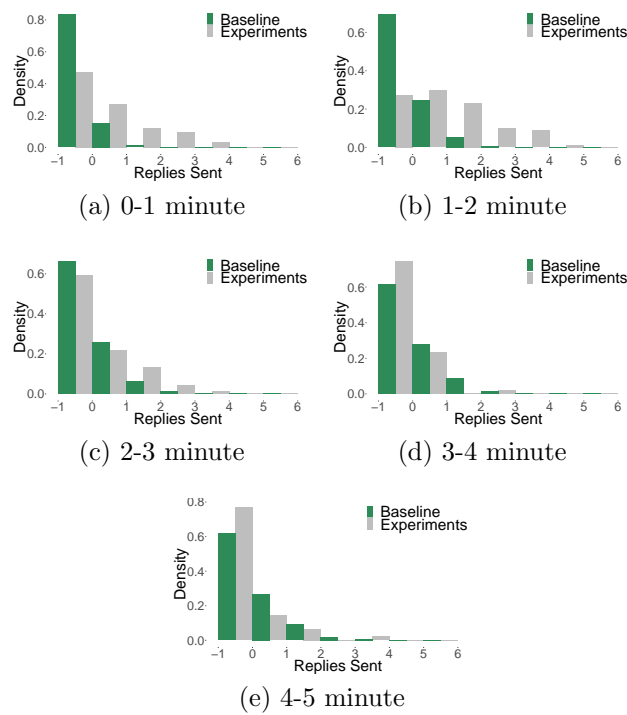 0.8
0.6
0.4
0.2
0.0
Density
Baseline
Experiments
−1 0 1 2 3 4 5 6
Replies Sent
(a) 0-1 minute
0.6
0.4
0.2
0.0
Density
Baseline
Experiments
−1 0 1 2 3 4 5 6
Replies Sent
(b) 1-2 minute
0.6
0.4
0.2
0.0
Density
Baseline
Experiments
−1 0 1 2 3 4 5 6
Replies Sent
(c) 2-3 minute
0.6
0.4
0.2
0.0
Density
Baseline
Experiments
−1 0 1 2 3 4 5 6
Replies Sent
(d) 3-4 minute
0.8
0.6
0.4
0.2
0.0
Density
Baseline
Experiments
−1 0 1 2 3 4 5 6
Replies Sent
(e) 4-5 minute